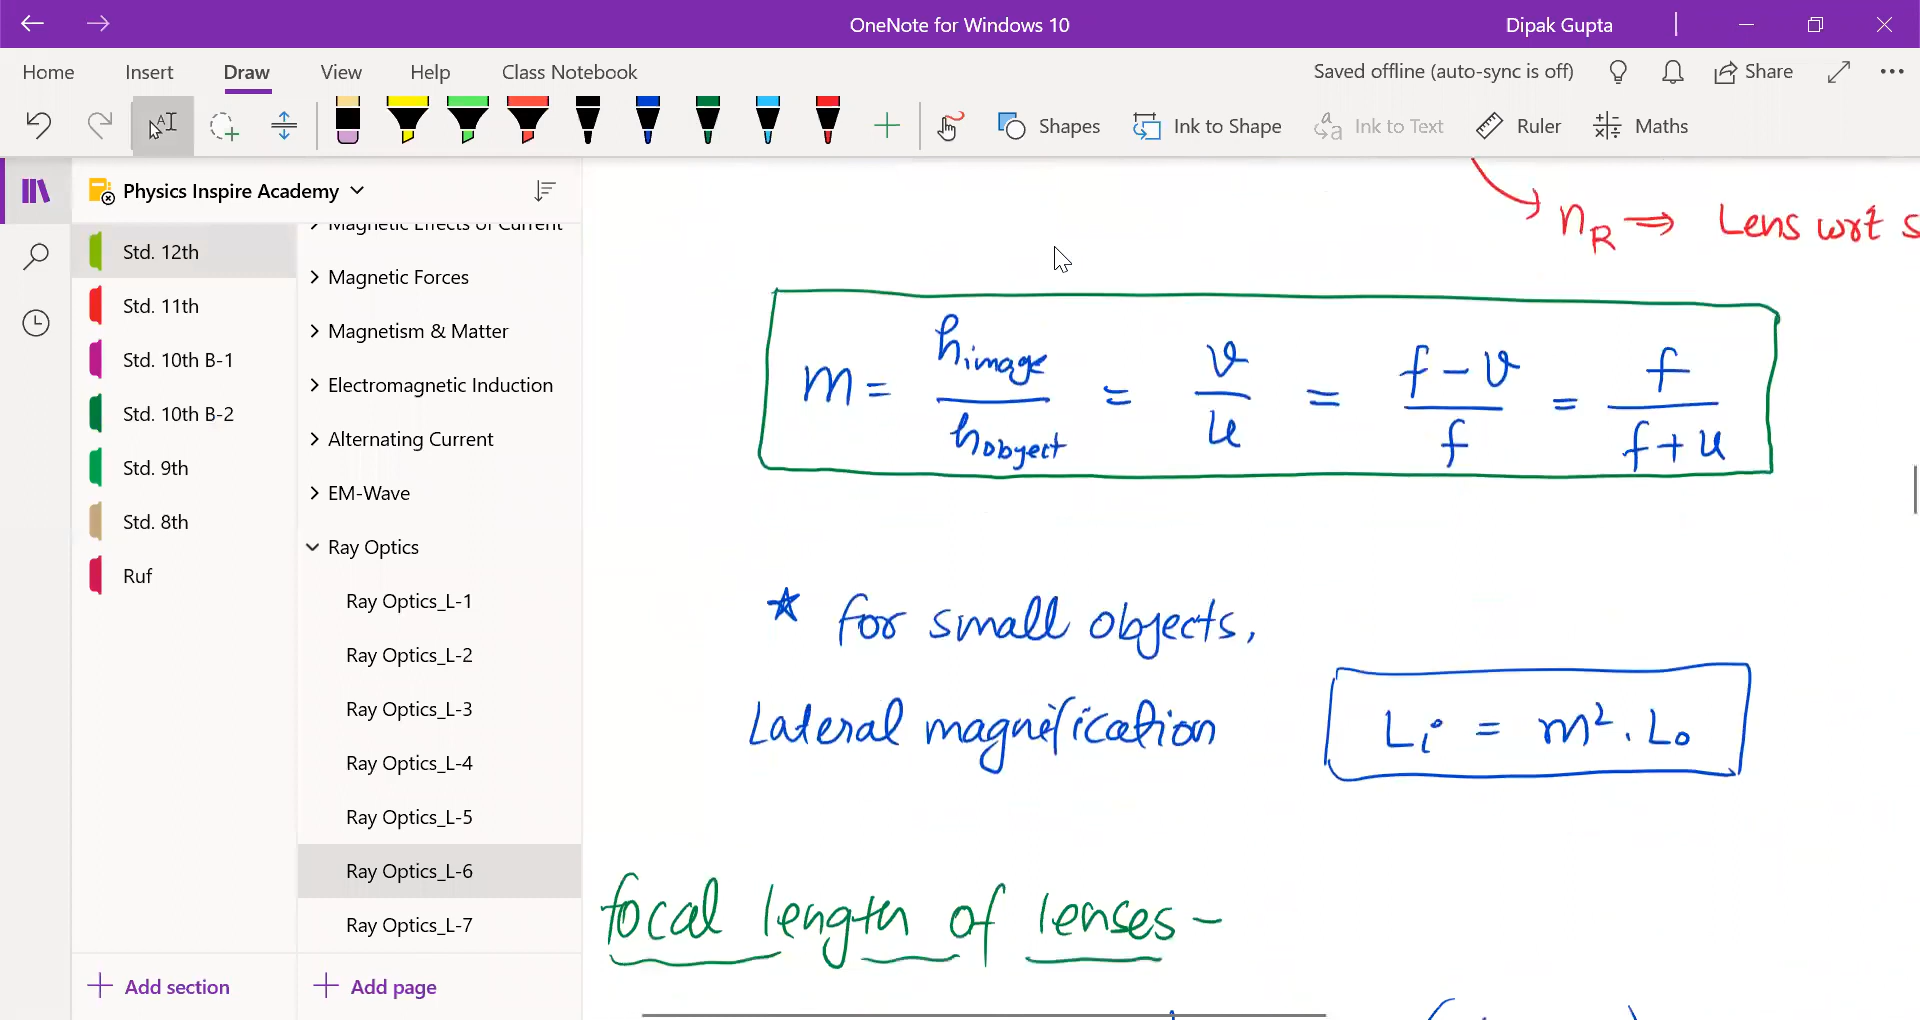 OneNote for Windows 10
Dipak Gupta
Home Insert Draw View Help Class Notebook
Saved offline (auto-sync is off) Share
Shapes Ink to Shape Ink to Text Ruler Maths
Physics Inspire Academy
Std. 12th
Std. 11th
Std. 10th B-1
Std. 10th B-2
Std. 9th
Std. 8th
Ruf
Add section
Magnetic Effects of Current
Magnetic Forces
Magnetism & Matter
Electromagnetic Induction
Alternating Current
EM-Wave
Ray Optics
Ray Optics_L-1
Ray Optics_L-2
Ray Optics_L-3
Ray Optics_L-4
Ray Optics_L-5
Ray Optics_L-6
Ray Optics_L-7
Add page
n_R ⇒ Lens wrt s
m = h_image / h_obyect = v / u = f - v / f = f / f + u
* for small objects,
Lateral magnification L_i = m². L_o
focal length of lenses -